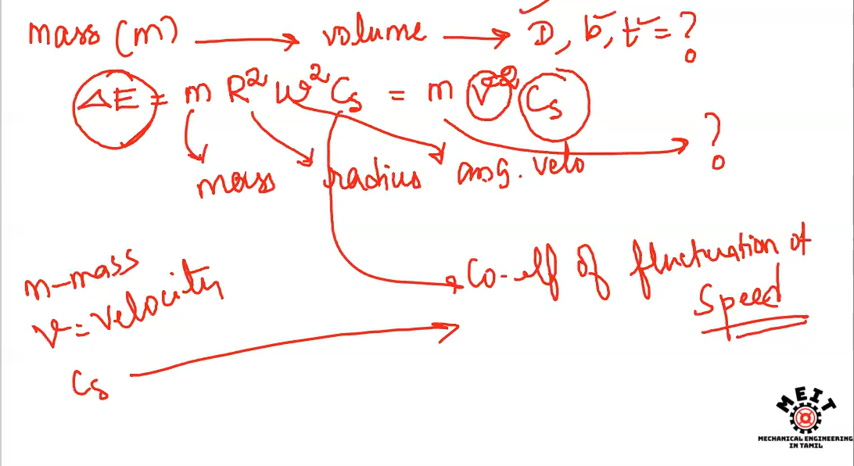 mass (m) → volume → D, b, t = ?
ΔE = m R² ω² Cs = m V² Cs
?
mass radius ang. velo
m-mass
Co-eff of fluctuation of
v = velocity
Speed
Cs
MEIT
MECHANICAL ENGINEERING
IN TAMIL